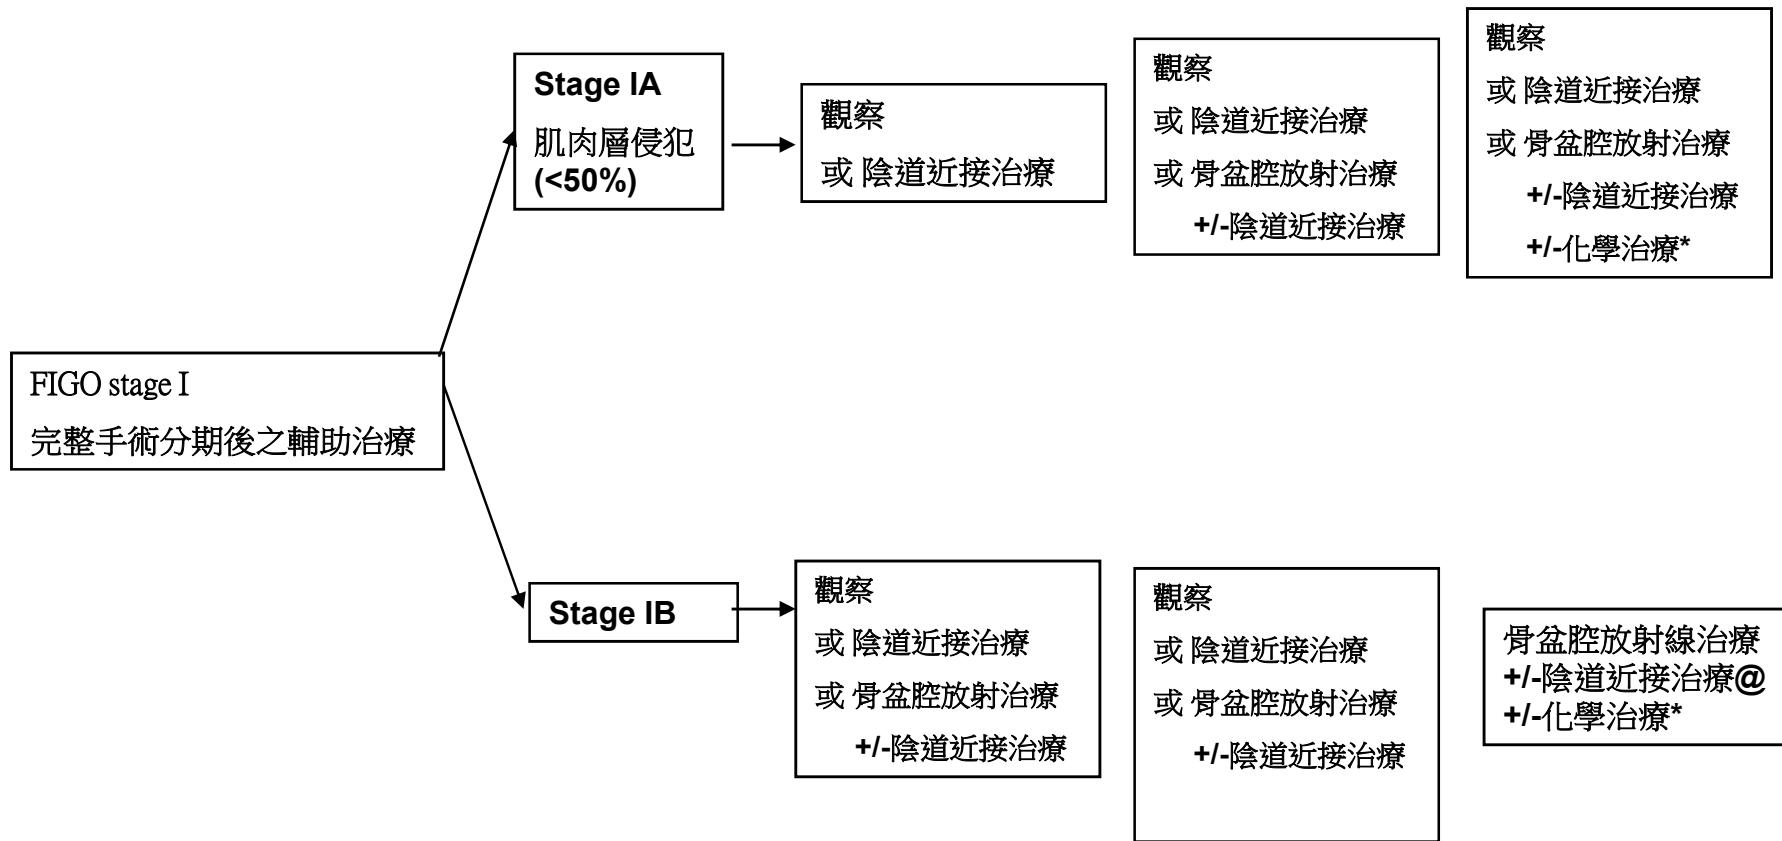 FIGO stage I
完整手術分期後之輔助治療
Stage IA
肌肉層侵犯
(<50%)
觀察
或 陰道近接治療
觀察
或 陰道近接治療
或 骨盆腔放射治療
+/-陰道近接治療
觀察
或 陰道近接治療
或 骨盆腔放射治療
+/-陰道近接治療
+/-化學治療*
Stage IB
觀察
或 陰道近接治療
或 骨盆腔放射治療
+/-陰道近接治療
觀察
或 陰道近接治療
或 骨盆腔放射治療
+/-陰道近接治療
骨盆腔放射線治療
+/-陰道近接治療@
+/-化學治療*